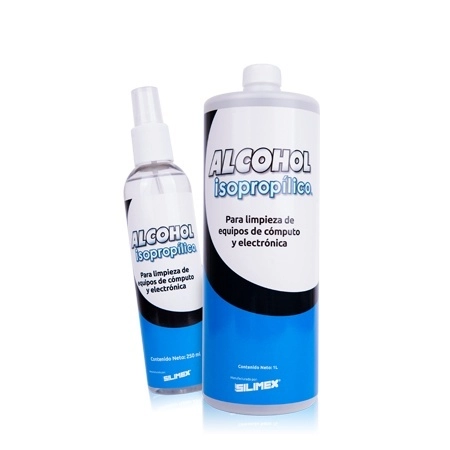 ALCOHOL
isopropílico
Para limpieza de
equipos de cómputo
y electrónica
Contenido Neto: 250 ml
SILIMEX
ALCOHOL
isopropílico
Para limpieza de
equipos de cómputo
y electrónica
Contenido Neto: 1L
SILIMEX